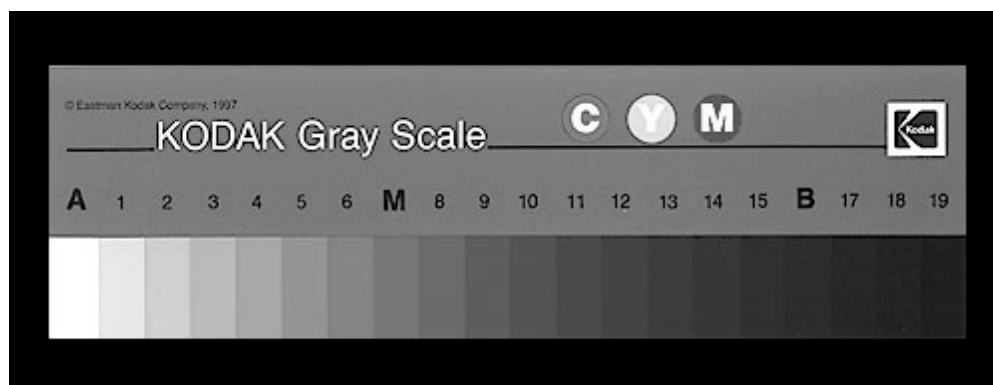 © Eastman Kodak Company, 1997
KODAK Gray Scale
C Y M
Kodak
A 1 2 3 4 5 6 M 8 9 10 11 12 13 14 15 B 17 18 19